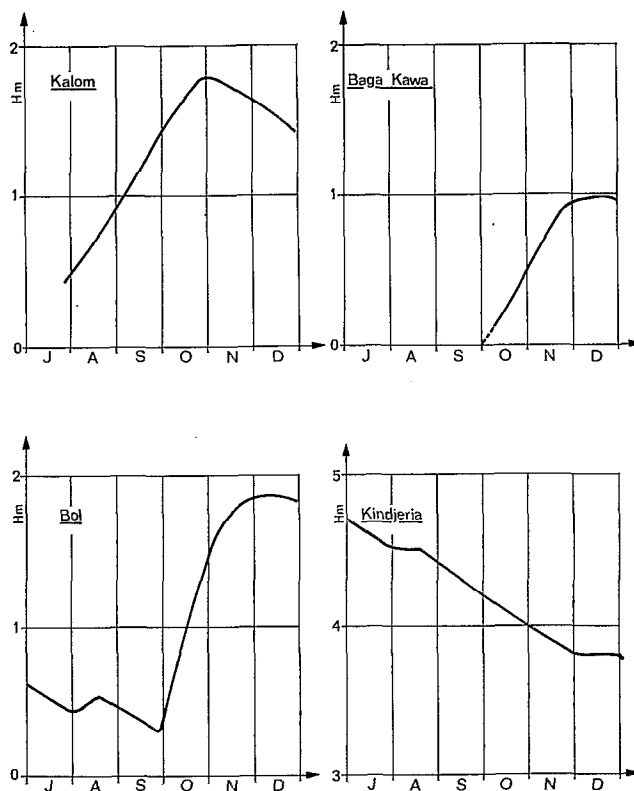 2
Hm
Kalom
1
0
J A S O N D
2
Hm
Baga Kawa
1
0
J A S O N D
2
Hm
Bol
1
0
J A S O N D
5
Hm
Kindjeria
4
3
J A S O N D